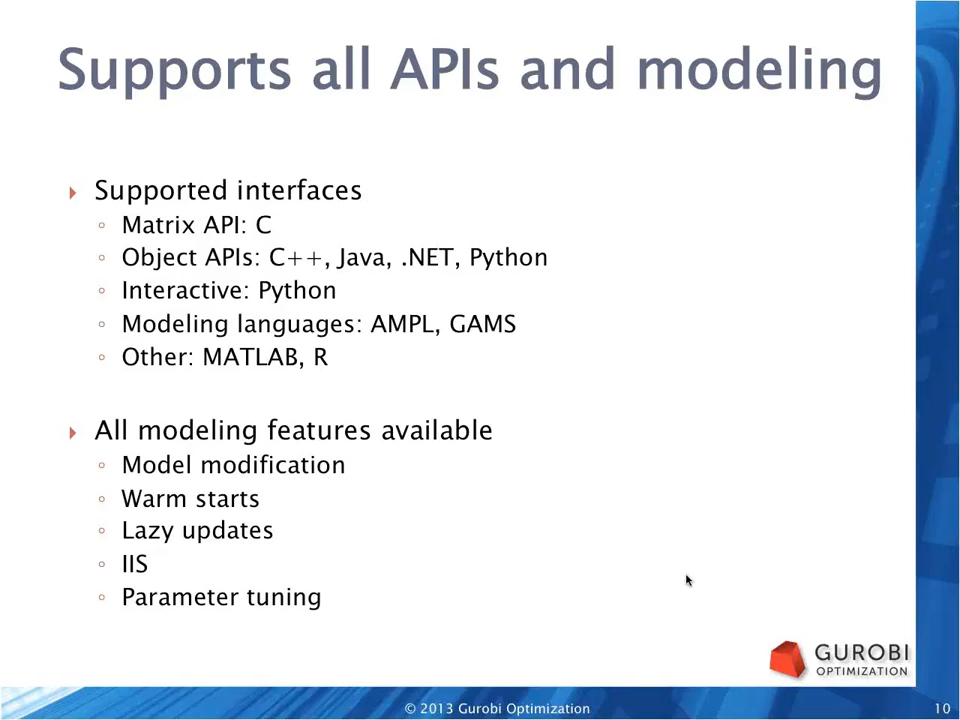 Supports all APIs and modeling
Supported interfaces
Matrix API: C
Object APIs: C++, Java, .NET, Python
Interactive: Python
Modeling languages: AMPL, GAMS
Other: MATLAB, R
All modeling features available
Model modification
Warm starts
Lazy updates
IIS
Parameter tuning
GUROBI
OPTIMIZATION
© 2013 Gurobi Optimization
10